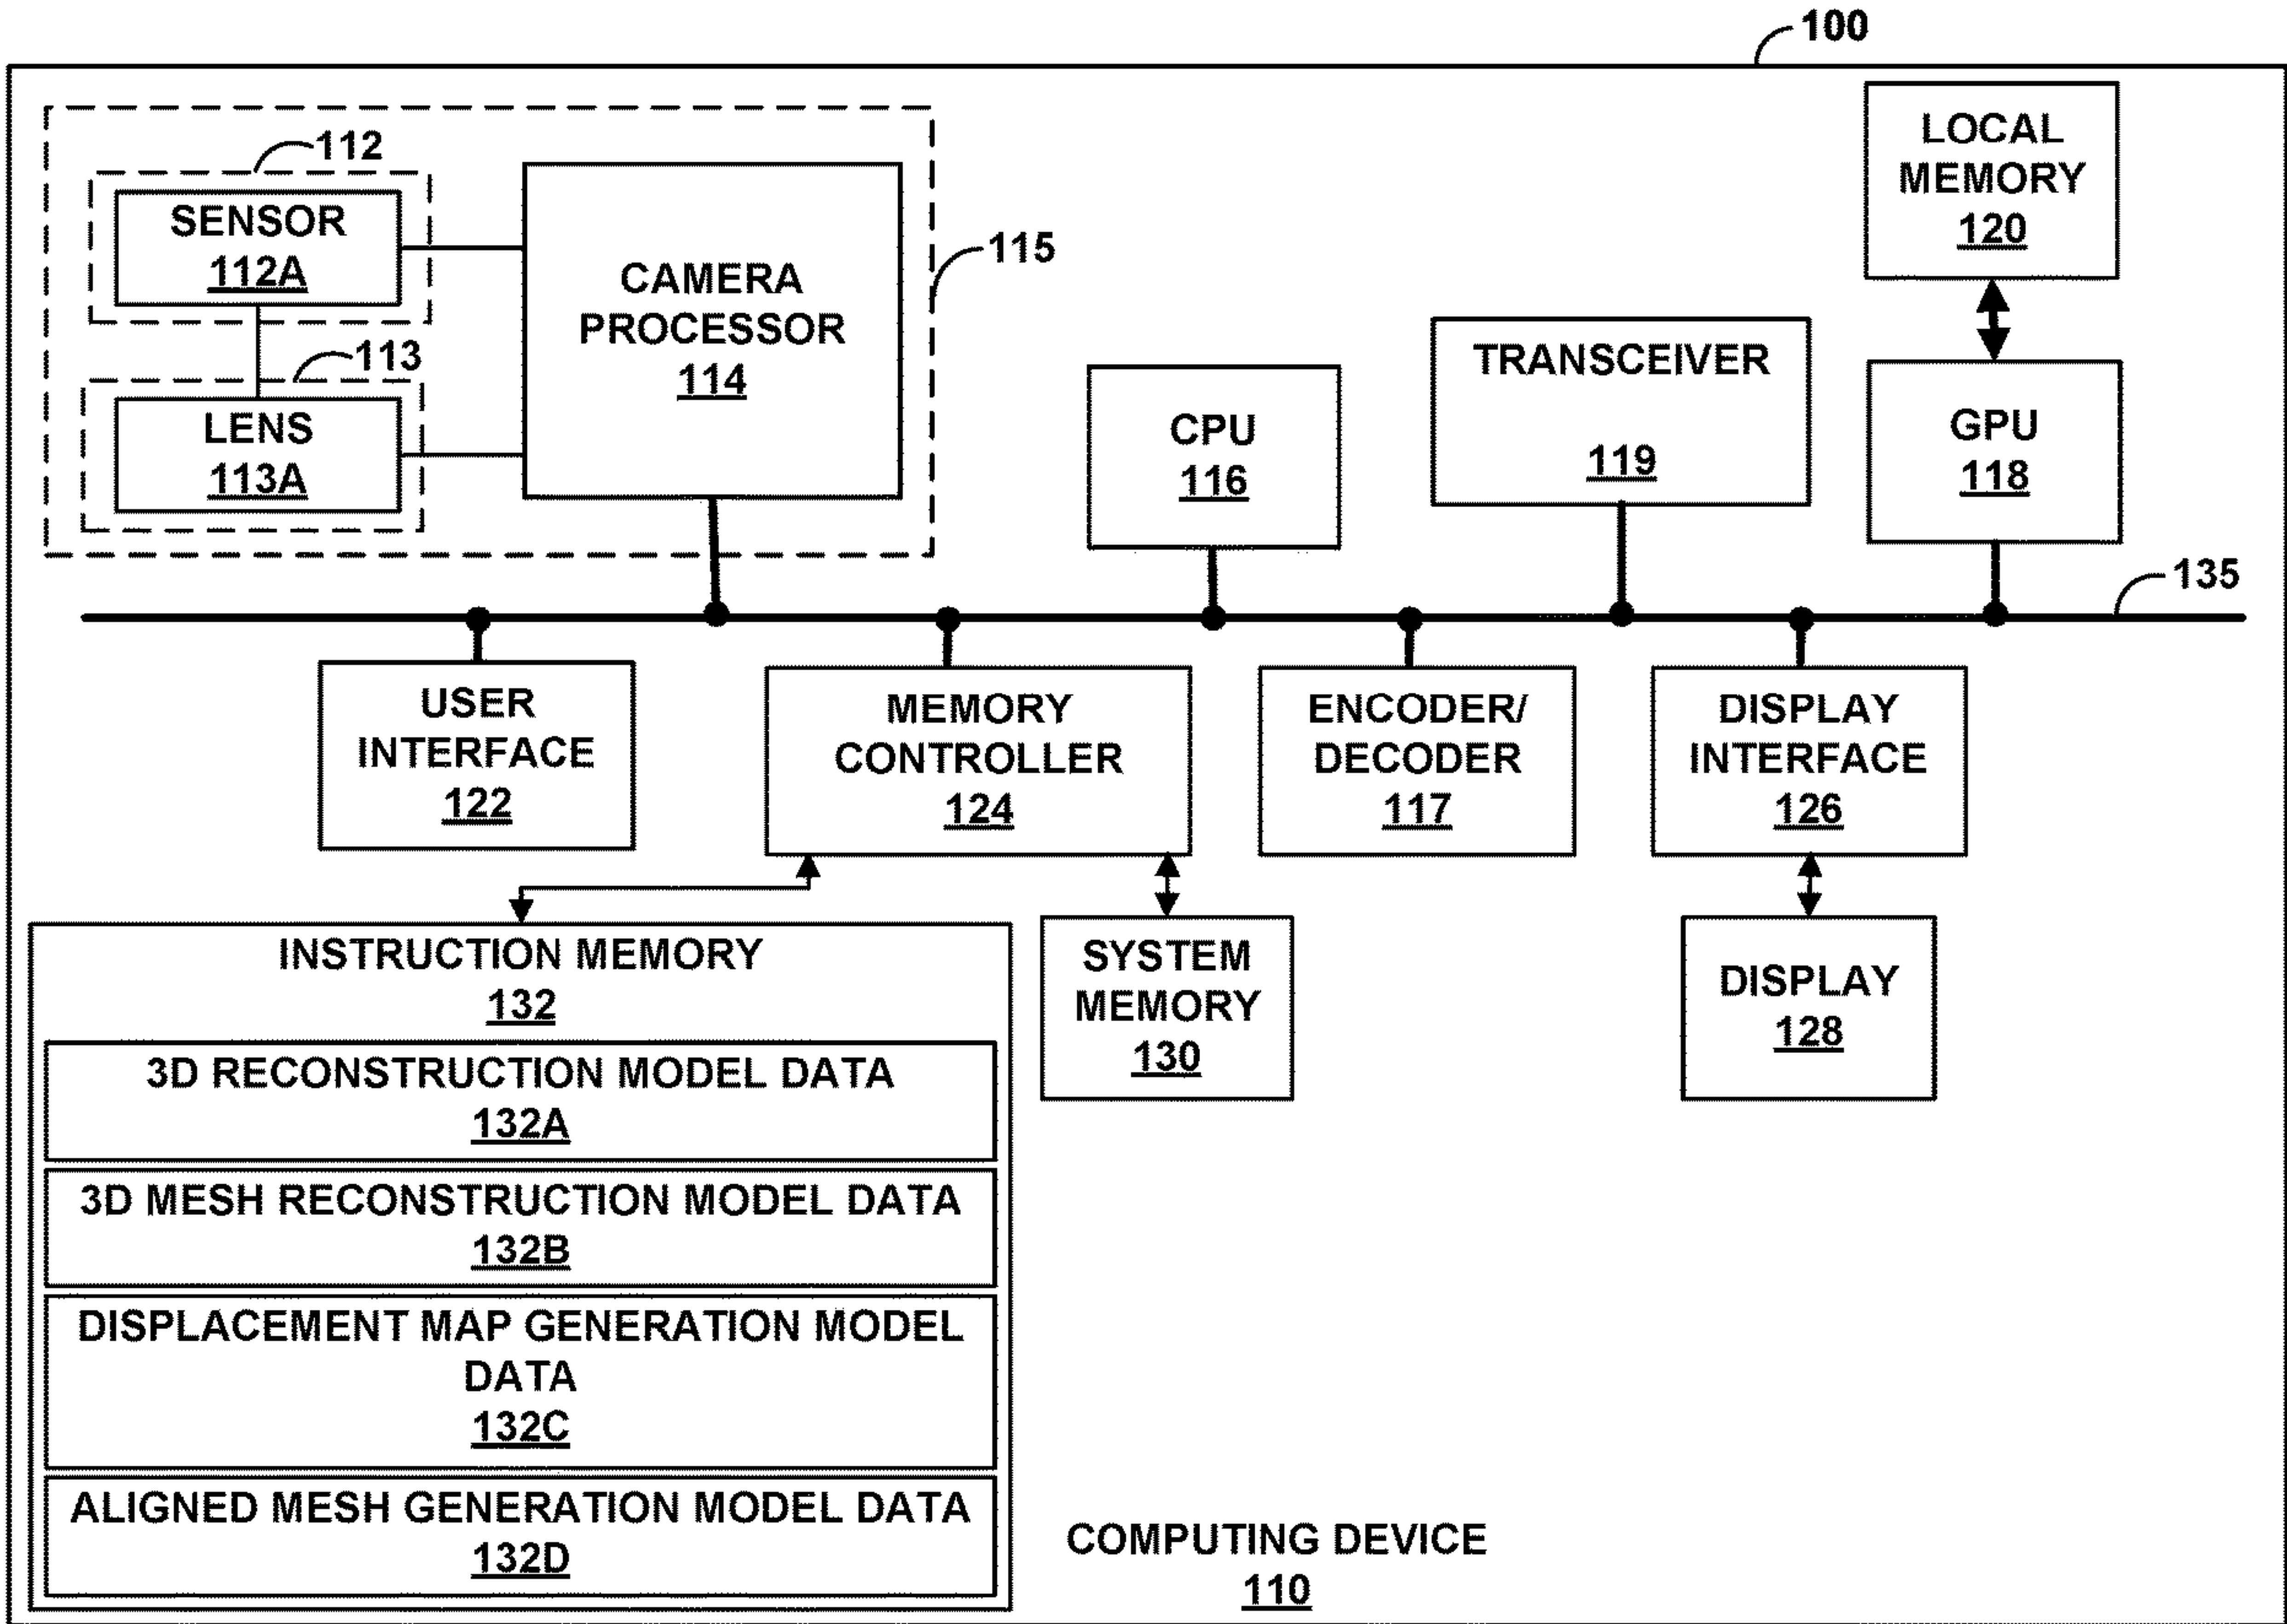 100
112
SENSOR
112A
113
LENS
113A
CAMERA
PROCESSOR
114
115
CPU
116
TRANSCEIVER
119
LOCAL
MEMORY
120
GPU
118
135
USER
INTERFACE
122
MEMORY
CONTROLLER
124
ENCODER/
DECODER
117
DISPLAY
INTERFACE
126
INSTRUCTION MEMORY
132
3D RECONSTRUCTION MODEL DATA
132A
3D MESH RECONSTRUCTION MODEL DATA
132B
DISPLACEMENT MAP GENERATION MODEL
DATA
132C
ALIGNED MESH GENERATION MODEL DATA
132D
SYSTEM
MEMORY
130
DISPLAY
128
COMPUTING DEVICE
110